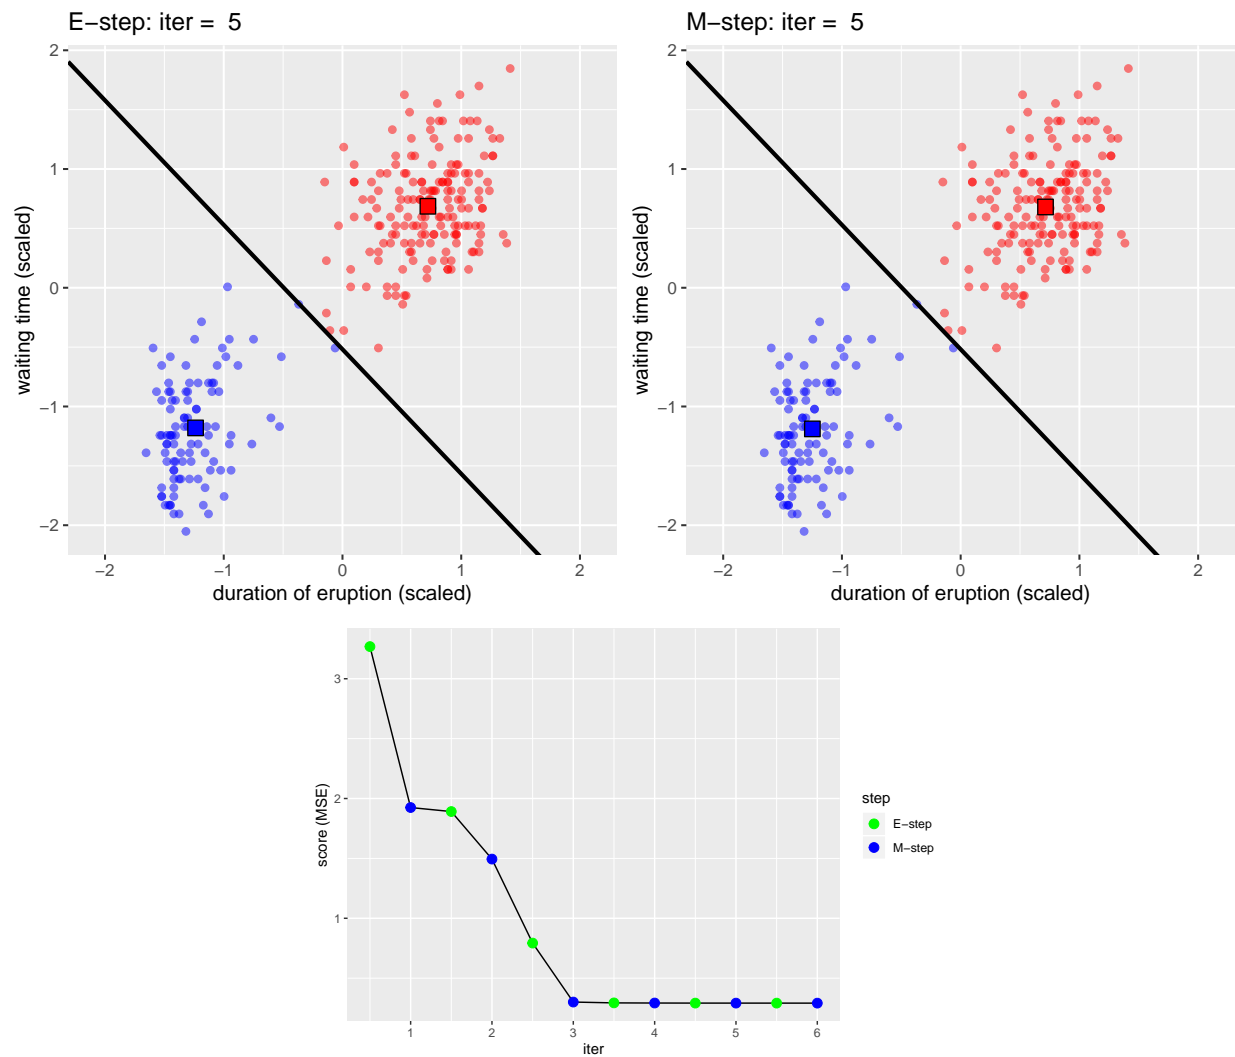 E−step: iter = 5
M−step: iter = 5
2
1
0
−1
−2
waiting time (scaled)
−2 −1 0 1 2
duration of eruption (scaled)
2
1
0
−1
−2
waiting time (scaled)
−2 −1 0 1 2
duration of eruption (scaled)
3
2
1
score (MSE)
1 2 3 4 5 6
iter
step
E−step
M−step